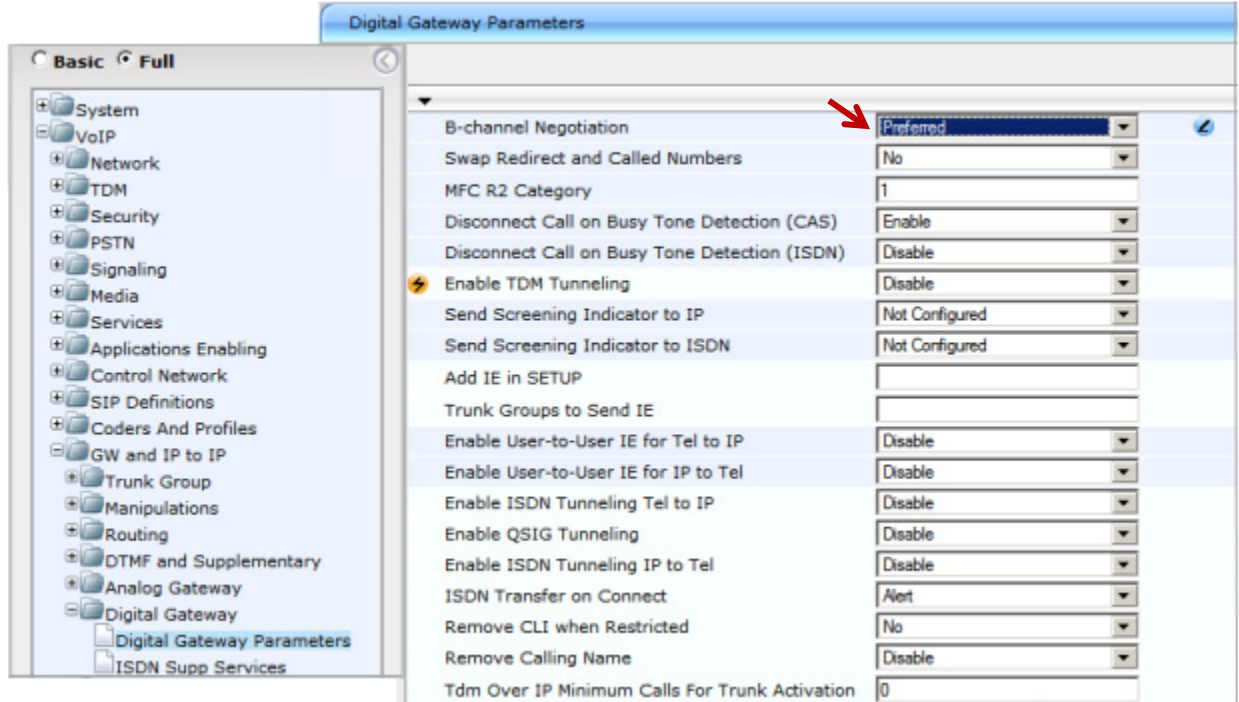 Digital Gateway Parameters
Basic Full
System
VoIP
Network
TDM
Security
PSTN
Signaling
Media
Services
Applications Enabling
Control Network
SIP Definitions
Coders And Profiles
GW and IP to IP
Trunk Group
Manipulations
Routing
DTMF and Supplementary
Analog Gateway
Digital Gateway
Digital Gateway Parameters
ISDN Supp Services
B-channel Negotiation Preferred
Swap Redirect and Called Numbers No
MFC R2 Category 1
Disconnect Call on Busy Tone Detection (CAS) Enable
Disconnect Call on Busy Tone Detection (ISDN) Disable
Enable TDM Tunneling Disable
Send Screening Indicator to IP Not Configured
Send Screening Indicator to ISDN Not Configured
Add IE in SETUP
Trunk Groups to Send IE
Enable User-to-User IE for Tel to IP Disable
Enable User-to-User IE for IP to Tel Disable
Enable ISDN Tunneling Tel to IP Disable
Enable QSIG Tunneling Disable
Enable ISDN Tunneling IP to Tel Disable
ISDN Transfer on Connect Alert
Remove CLI when Restricted No
Remove Calling Name Disable
Tdm Over IP Minimum Calls For Trunk Activation 0